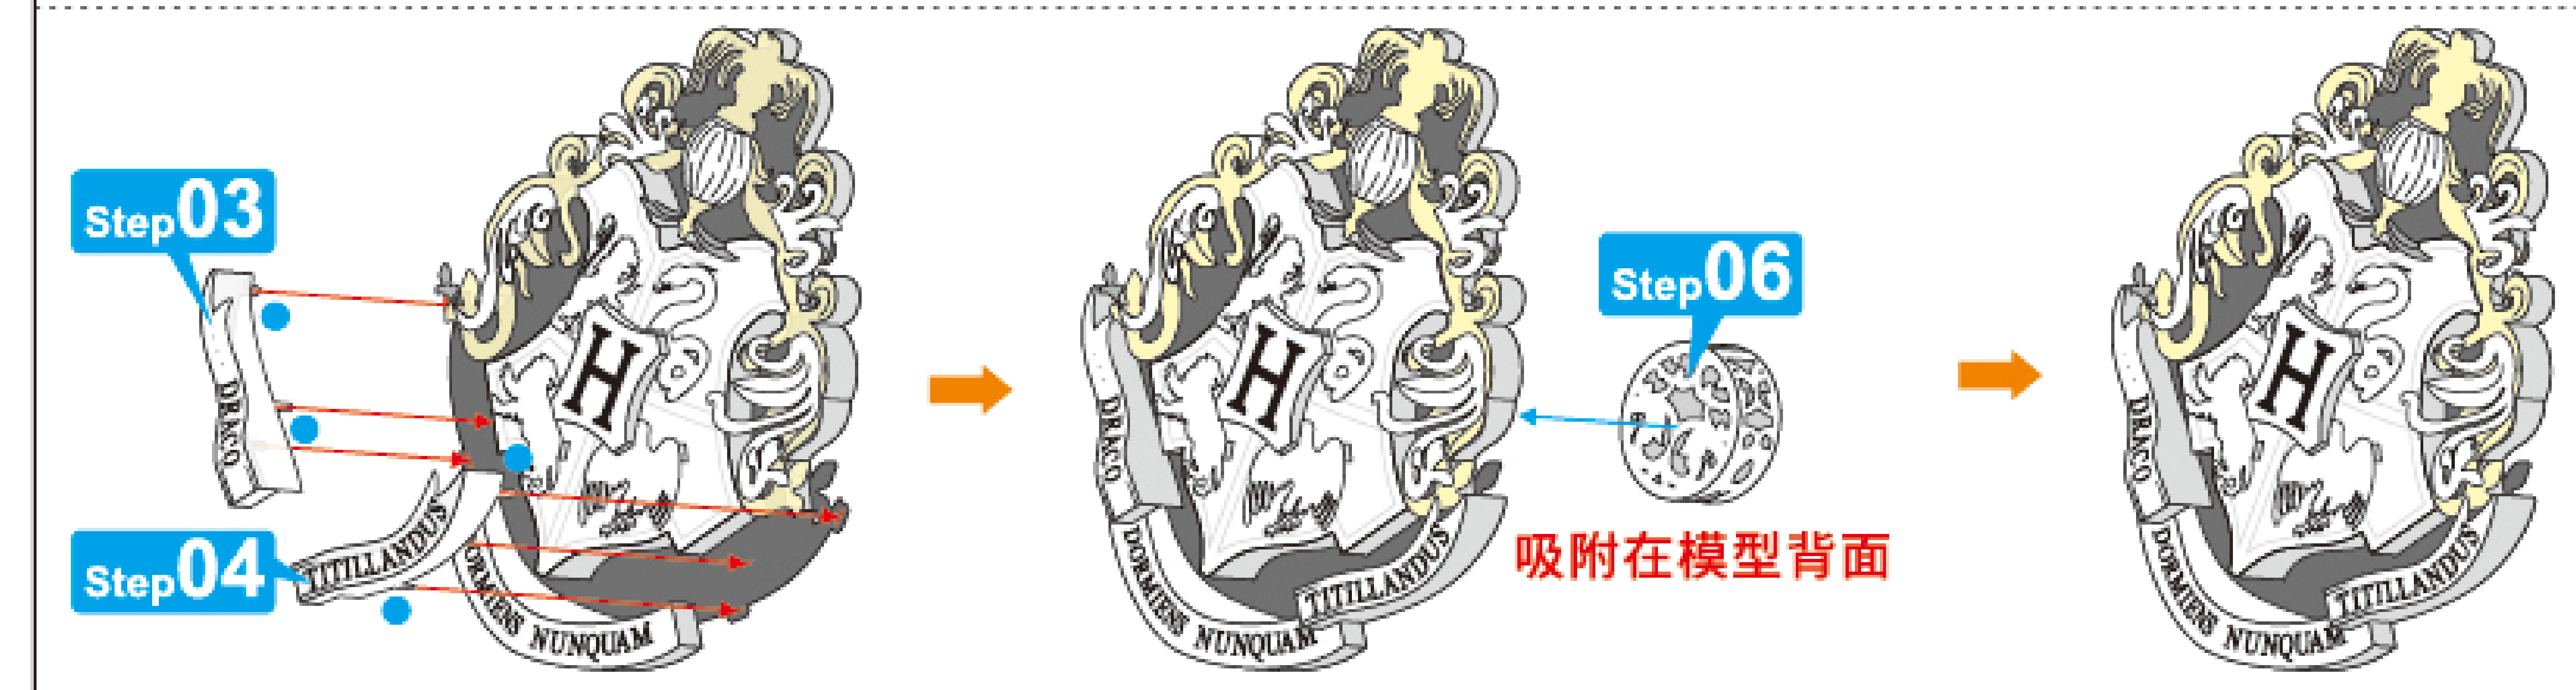 Step03
DRACO
Step04
TITILLANDUS
ORMIENS NUNQUAM
H
DRACO
H
DORMIENS NUNQUAM
TITILLANDUS
Step06
吸附在模型背面
DRACO
H
DORMIENS NUNQUAM
TITILLANDUS